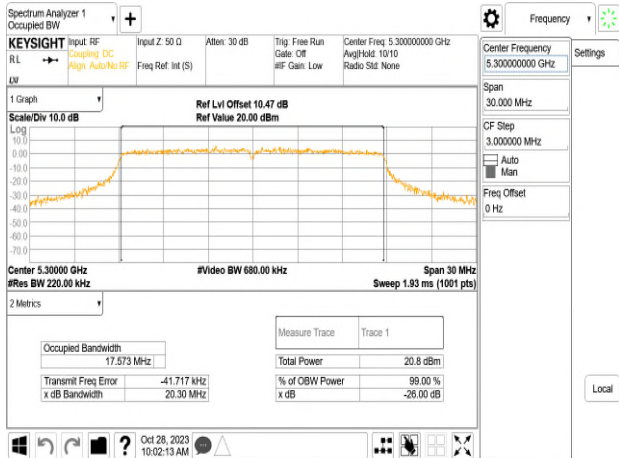 Spectrum Analyzer 1
Occupied BW
+
Frequency
KEYSIGHT Input: RF Input Z: 50 Ω Atten: 30 dB Trig: Free Run Center Freq: 5.300000000 GHz
RL Coupling: DC Gate: Off Avg|Hold: 10/10
Align: Auto/No RF Freq Ref: Int (S) #IF Gain: Low Radio Std: None
Center Frequency
5.300000000 GHz
Settings
Span
30.000 MHz
CF Step
3.000000 MHz
Auto
Man
Freq Offset
0 Hz
Local
1 Graph
Ref Lvl Offset 10.47 dB
Scale/Div 10.0 dB Ref Value 20.00 dBm
Log
10.0
0.00
-10.0
-20.0
-30.0
-40.0
-50.0
-60.0
-70.0
Center 5.30000 GHz #Video BW 680.00 kHz Span 30 MHz
#Res BW 220.00 kHz Sweep 1.93 ms (1001 pts)
2 Metrics
Measure Trace Trace 1
Occupied Bandwidth
17.573 MHz
Total Power 20.8 dBm
Transmit Freq Error -41.717 kHz % of OBW Power 99.00 %
x dB Bandwidth 20.30 MHz x dB -26.00 dB
?
Oct 28, 2023
10:02:13 AM